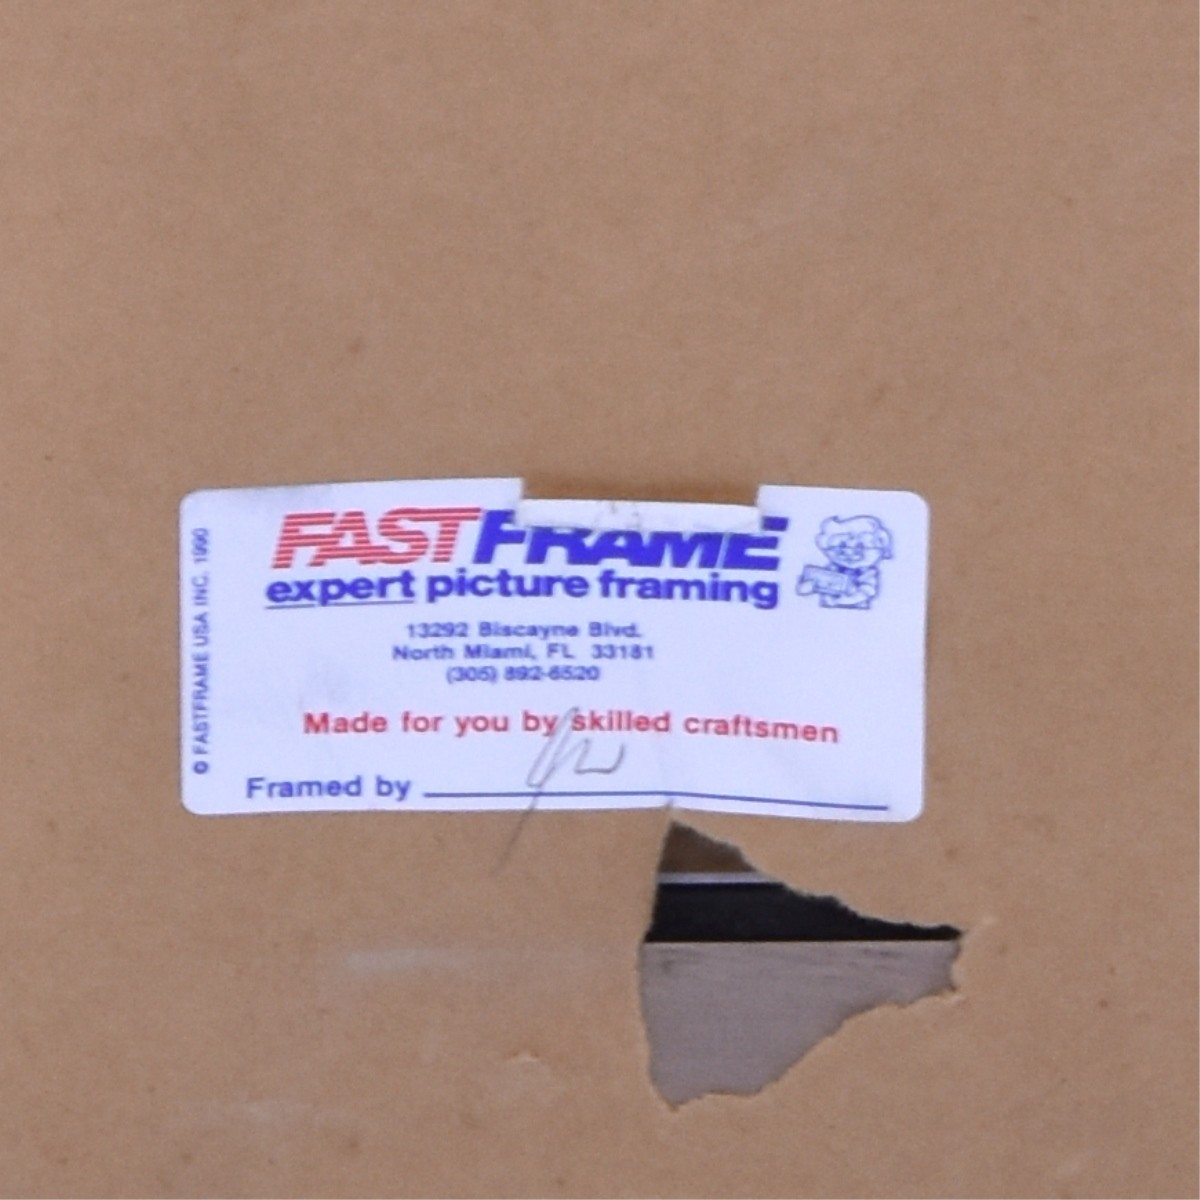 FASTFRAME
expert picture framing
13292 Biscayne Blvd.
North Miami, FL 33181
(305) 892-6520
Made for you by skilled craftsmen
Framed by
© FASTFRAME USA INC. 1990